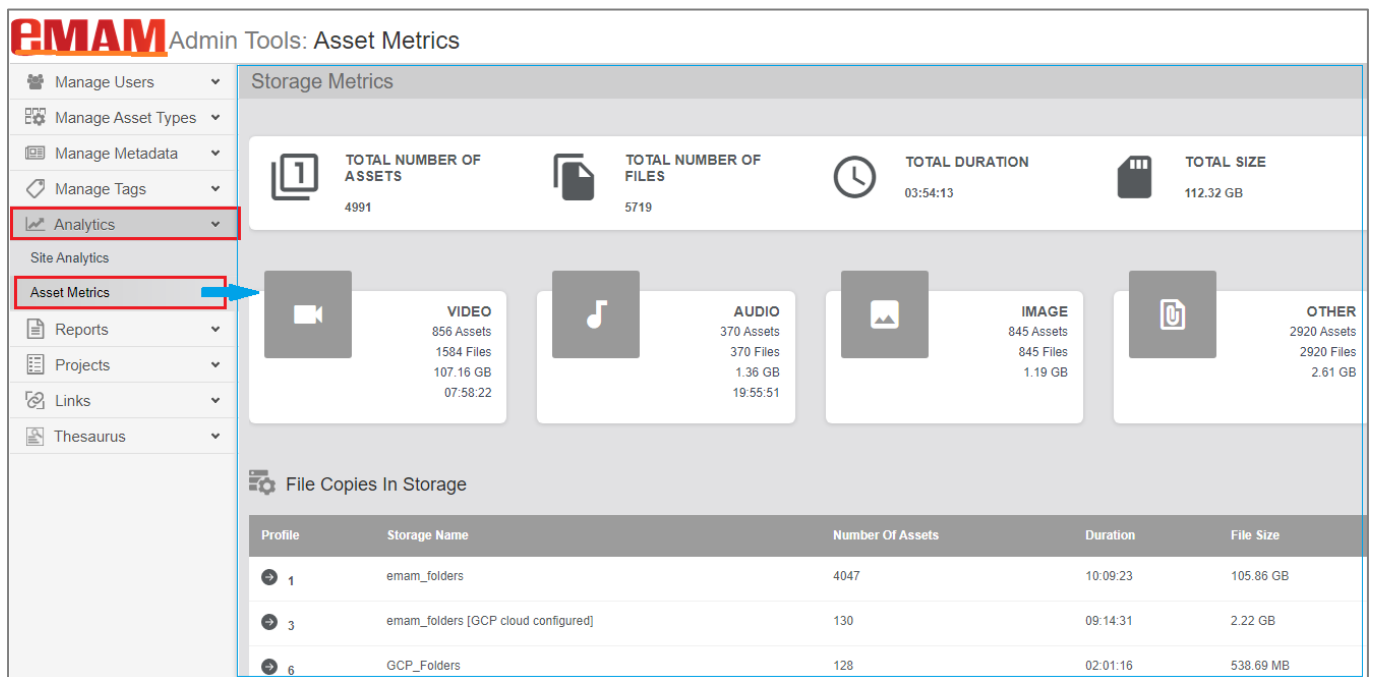 eMAM Admin Tools: Asset Metrics
Manage Users
Manage Asset Types
Manage Metadata
Manage Tags
Analytics
Site Analytics
Asset Metrics
Reports
Projects
Links
Thesaurus
Storage Metrics
1
TOTAL NUMBER OF
ASSETS
4991
TOTAL NUMBER OF
FILES
5719
TOTAL DURATION
03:54:13
TOTAL SIZE
112.32 GB
VIDEO
856 Assets
1584 Files
107.16 GB
07:58:22
AUDIO
370 Assets
370 Files
1.36 GB
19:55:51
IMAGE
845 Assets
845 Files
1.19 GB
OTHER
2920 Assets
2920 Files
2.61 GB
File Copies In Storage
Profile Storage Name Number Of Assets Duration File Size
1 emam_folders 4047 10:09:23 105.86 GB
3 emam_folders [GCP cloud configured] 130 09:14:31 2.22 GB
6 GCP_Folders 128 02:01:16 538.69 MB